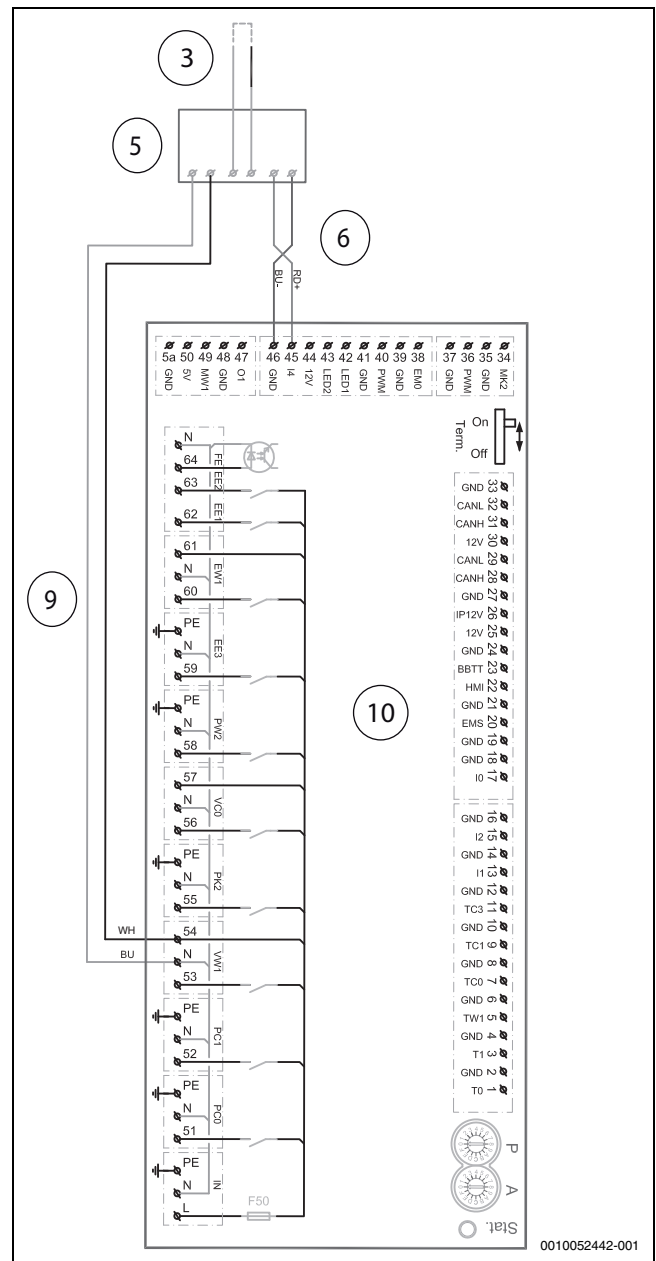 3
5
6
BU-
RD+
5a 50 49 48 47 46 45 44 43 42 41 40 39 38 37 36 35 34
GND 5V MW1 GND O1 GND I4 12V LED2 LED1 GND PWM GND EM0 GND PWM GND MK2
On
Term.
Off
N
64 FE
63 EE2
62 EE1
61
N EW1
60
PE
N EE3
59
PE
N PW2
58
57
N VC0
56
PE
N PK2
55
WH 54
BU N VW1
53
PE
N PC1
52
PE
N PC0
51
PE
N IN
L F50
9
10
GND 33
CANL 32
CANH 31
12V 30
CANL 29
CANH 28
GND 27
IP12V 26
12V 25
GND 24
BBTT 23
HMI 22
GND 21
EMS 20
GND 19
GND 18
I0 17
GND 16
I2 15
GND 14
I1 13
GND 12
TC3 11
GND 10
TC1 9
GND 8
TC0 7
GND 6
TW1 5
GND 4
T1 3
GND 2
T0 1
P
A
Stat.
0010052442-001